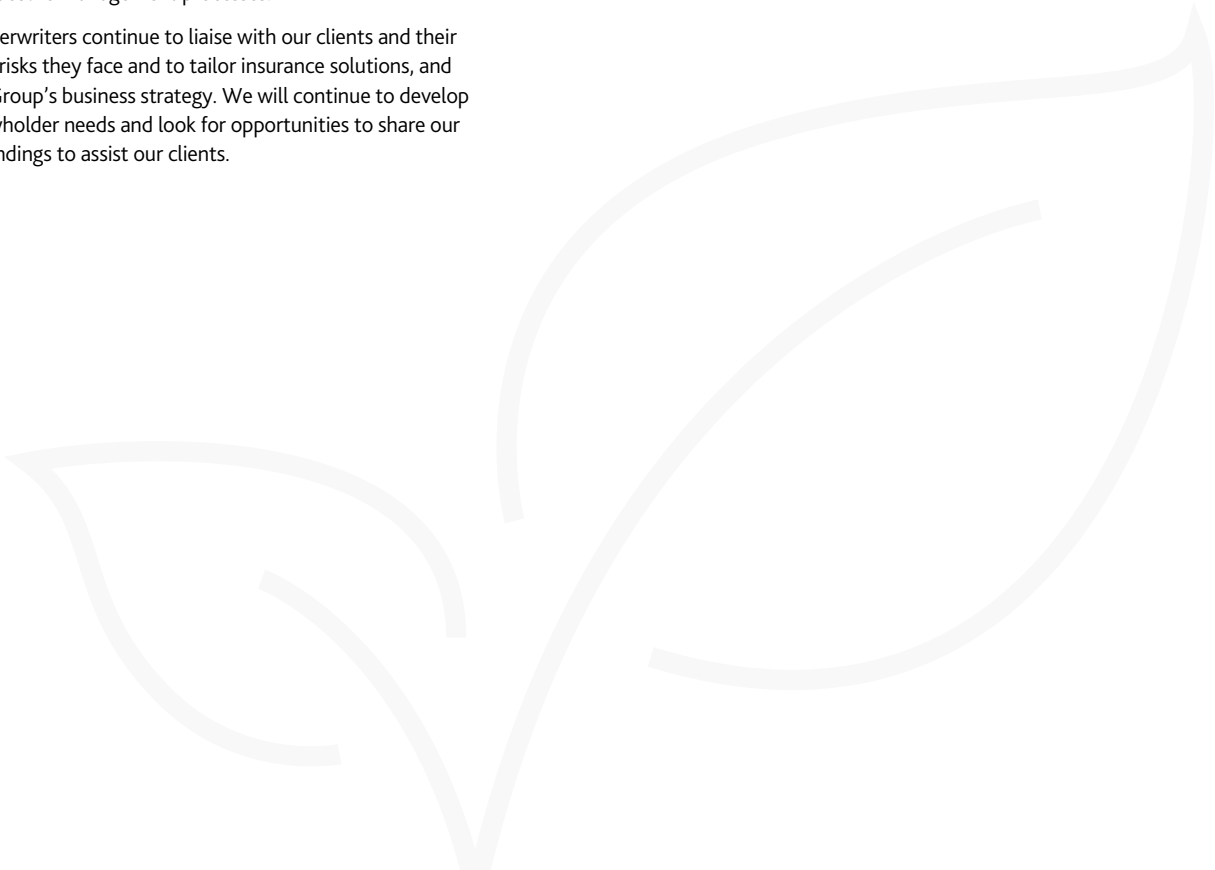 erwriters continue to liaise with our clients and their
risks they face and to tailor insurance solutions, and
Group’s business strategy. We will continue to develop
holder needs and look for opportunities to share our
ndings to assist our clients.